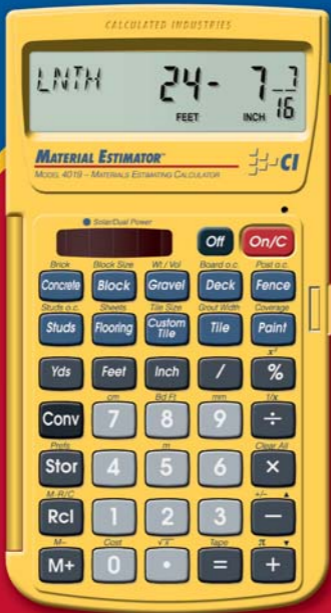 CALCULATED INDUSTRIES
LNTH 24- 7 7/16
FEET INCH
MATERIAL ESTIMATOR™
MODEL 4019 – MATERIALS ESTIMATING CALCULATOR
CI
Solar/Dual Power
Off On/C
Brick Block Size Wt/Vol Board o.c. Post o.c.
Concrete Block Gravel Deck Fence
Studs o.c. Sheets Tile Size Grout Width Coverage
Studs Flooring Custom Tile Tile Paint
x²
Yds Feet Inch / %
cm Bd Ft mm 1/x
Conv 7 8 9 ÷
Prefs m Clear All
Stor 4 5 6 ×
M-R/C +/- ▲
Rcl 1 2 3 −
M– Cost √x Tape π ▼
M+ 0 • = +